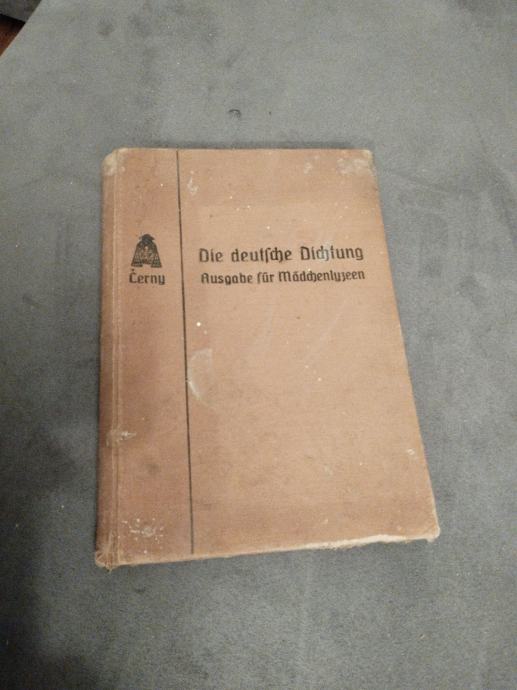 Černy
Die deutſche Dichtung
Ausgabe für Mädchenlyzeen